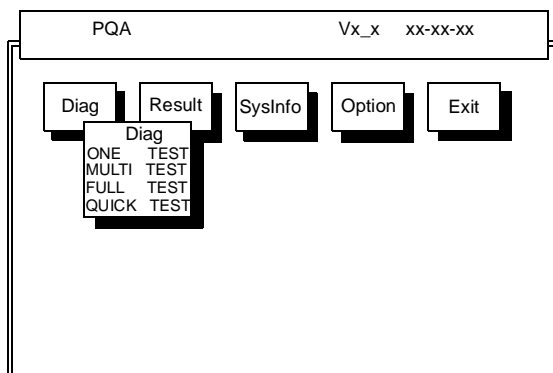 PQA Vx_x xx-xx-xx
Diag Result SysInfo Option Exit
Diag
ONE TEST
MULTI TEST
FULL TEST
QUICK TEST